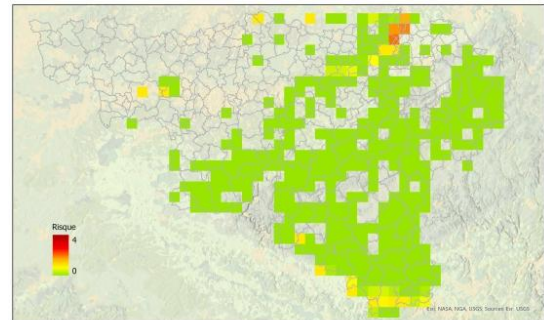 Risque
4
0
Esri, NASA, NGA, USGS; Sources: Esri, USGS